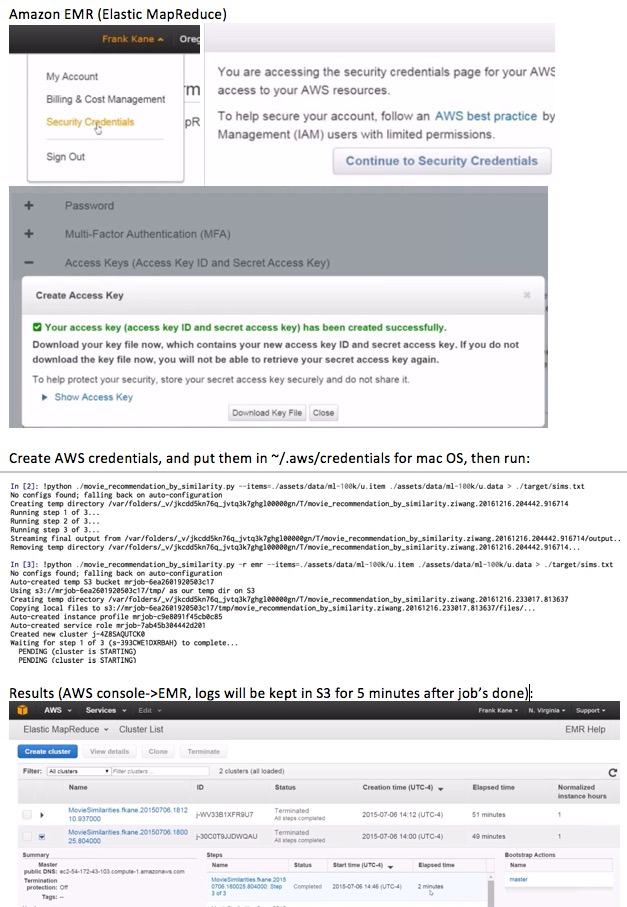 Amazon EMR (Elastic MapReduce)
Frank Kane
Oreg
My Account
Billing & Cost Management
Security Credentials
Sign Out
You are accessing the security credentials page for your AWS
access to your AWS resources.
To help secure your account, follow an AWS best practice by
Management (IAM) users with limited permissions.
Continue to Security Credentials
+ Password
+ Multi-Factor Authentication (MFA)
− Access Keys (Access Key ID and Secret Access Key)
Create Access Key
Your access key (access key ID and secret access key) has been created successfully.
Download your key file now, which contains your new access key ID and secret access key. If you do not
download the key file now, you will not be able to retrieve your secret access key again.
To help protect your security, store your secret access key securely and do not share it.
Show Access Key
Download Key File Close
Create AWS credentials, and put them in ~/.aws/credentials for mac OS, then run:
In [2]: !python ./movie_recommendation_by_similarity.py --items=./assets/data/ml-100k/u.item ./assets/data/ml-100k/u.data > ./target/sims.txt
No configs found; falling back on auto-configuration
Creating temp directory /var/folders/_v/jkcdd5kn76q_jvtq3k7ghgl00000gn/T/movie_recommendation_by_similarity.ziwang.20161216.204442.916714
Running step 1 of 3...
Running step 2 of 3...
Running step 3 of 3...
Streaming final output from /var/folders/_v/jkcdd5kn76q_jvtq3k7ghgl00000gn/T/movie_recommendation_by_similarity.ziwang.20161216.204442.916714/output..
Removing temp directory /var/folders/_v/jkcdd5kn76q_jvtq3k7ghgl00000gn/T/movie_recommendation_by_similarity.ziwang.20161216.204442.916714...
In [3]: !python ./movie_recommendation_by_similarity.py -r emr --items=./assets/data/ml-100k/u.item ./assets/data/ml-100k/u.data > ./target/sims.txt
No configs found; falling back on auto-configuration
Auto-created temp S3 bucket mrjob-6ea2601920503c17
Using s3://mrjob-6ea2601920503c17/tmp/ as our temp dir on S3
Creating temp directory /var/folders/_v/jkcdd5kn76q_jvtq3k7ghgl00000gn/T/movie_recommendation_by_similarity.ziwang.20161216.233017.813637
Copying local files to s3://mrjob-6ea2601920503c17/tmp/movie_recommendation_by_similarity.ziwang.20161216.233017.813637/files/...
Auto-created instance profile mrjob-c9e8091f45cb0c85
Auto-created service role mrjob-7ab45b304442d201
Created new cluster j-4Z8SAQUTCK0
Waiting for step 1 of 3 (s-393CWE1DXRBAH) to complete...
PENDING (cluster is STARTING)
PENDING (cluster is STARTING)
Results (AWS console->EMR, logs will be kept in S3 for 5 minutes after job's done):
AWS Services Edit Frank Kane N. Virginia Support
Elastic MapReduce Cluster List EMR Help
Create cluster View details Clone Terminate
Filter: All clusters Filter clusters ... 2 clusters (all loaded)
Name ID Status Creation time (UTC-4) Elapsed time Normalized instance hours
MovieSimilarities.fkane.20150706.1812
10.937000 j-WV33B1XFR9U7 Terminated All steps completed 2015-07-06 14:12 (UTC-4) 51 minutes 1
MovieSimilarities.fkane.20150706.1800
25.804000 j-30C0T9JJDWQAU Terminated All steps completed 2015-07-06 14:00 (UTC-4) 49 minutes 1
Summary Steps Bootstrap Actions
Master
public DNS: ec2-54-172-43-103.compute-1.amazonaws.com
Termination
protection: Off
Tags: --
Name Status Start time (UTC-4) Elapsed time
MovieSimilarities.fkane.2015
0706.180025.804000: Step
3 of 3 Completed 2015-07-06 14:46 (UTC-4) 2 minutes
Name
master